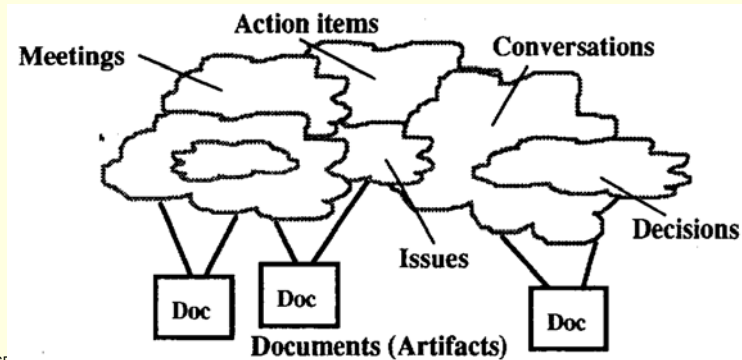 Action items
Meetings
Conversations
Decisions
Issues
Doc
Doc
Doc
Documents (Artifacts)